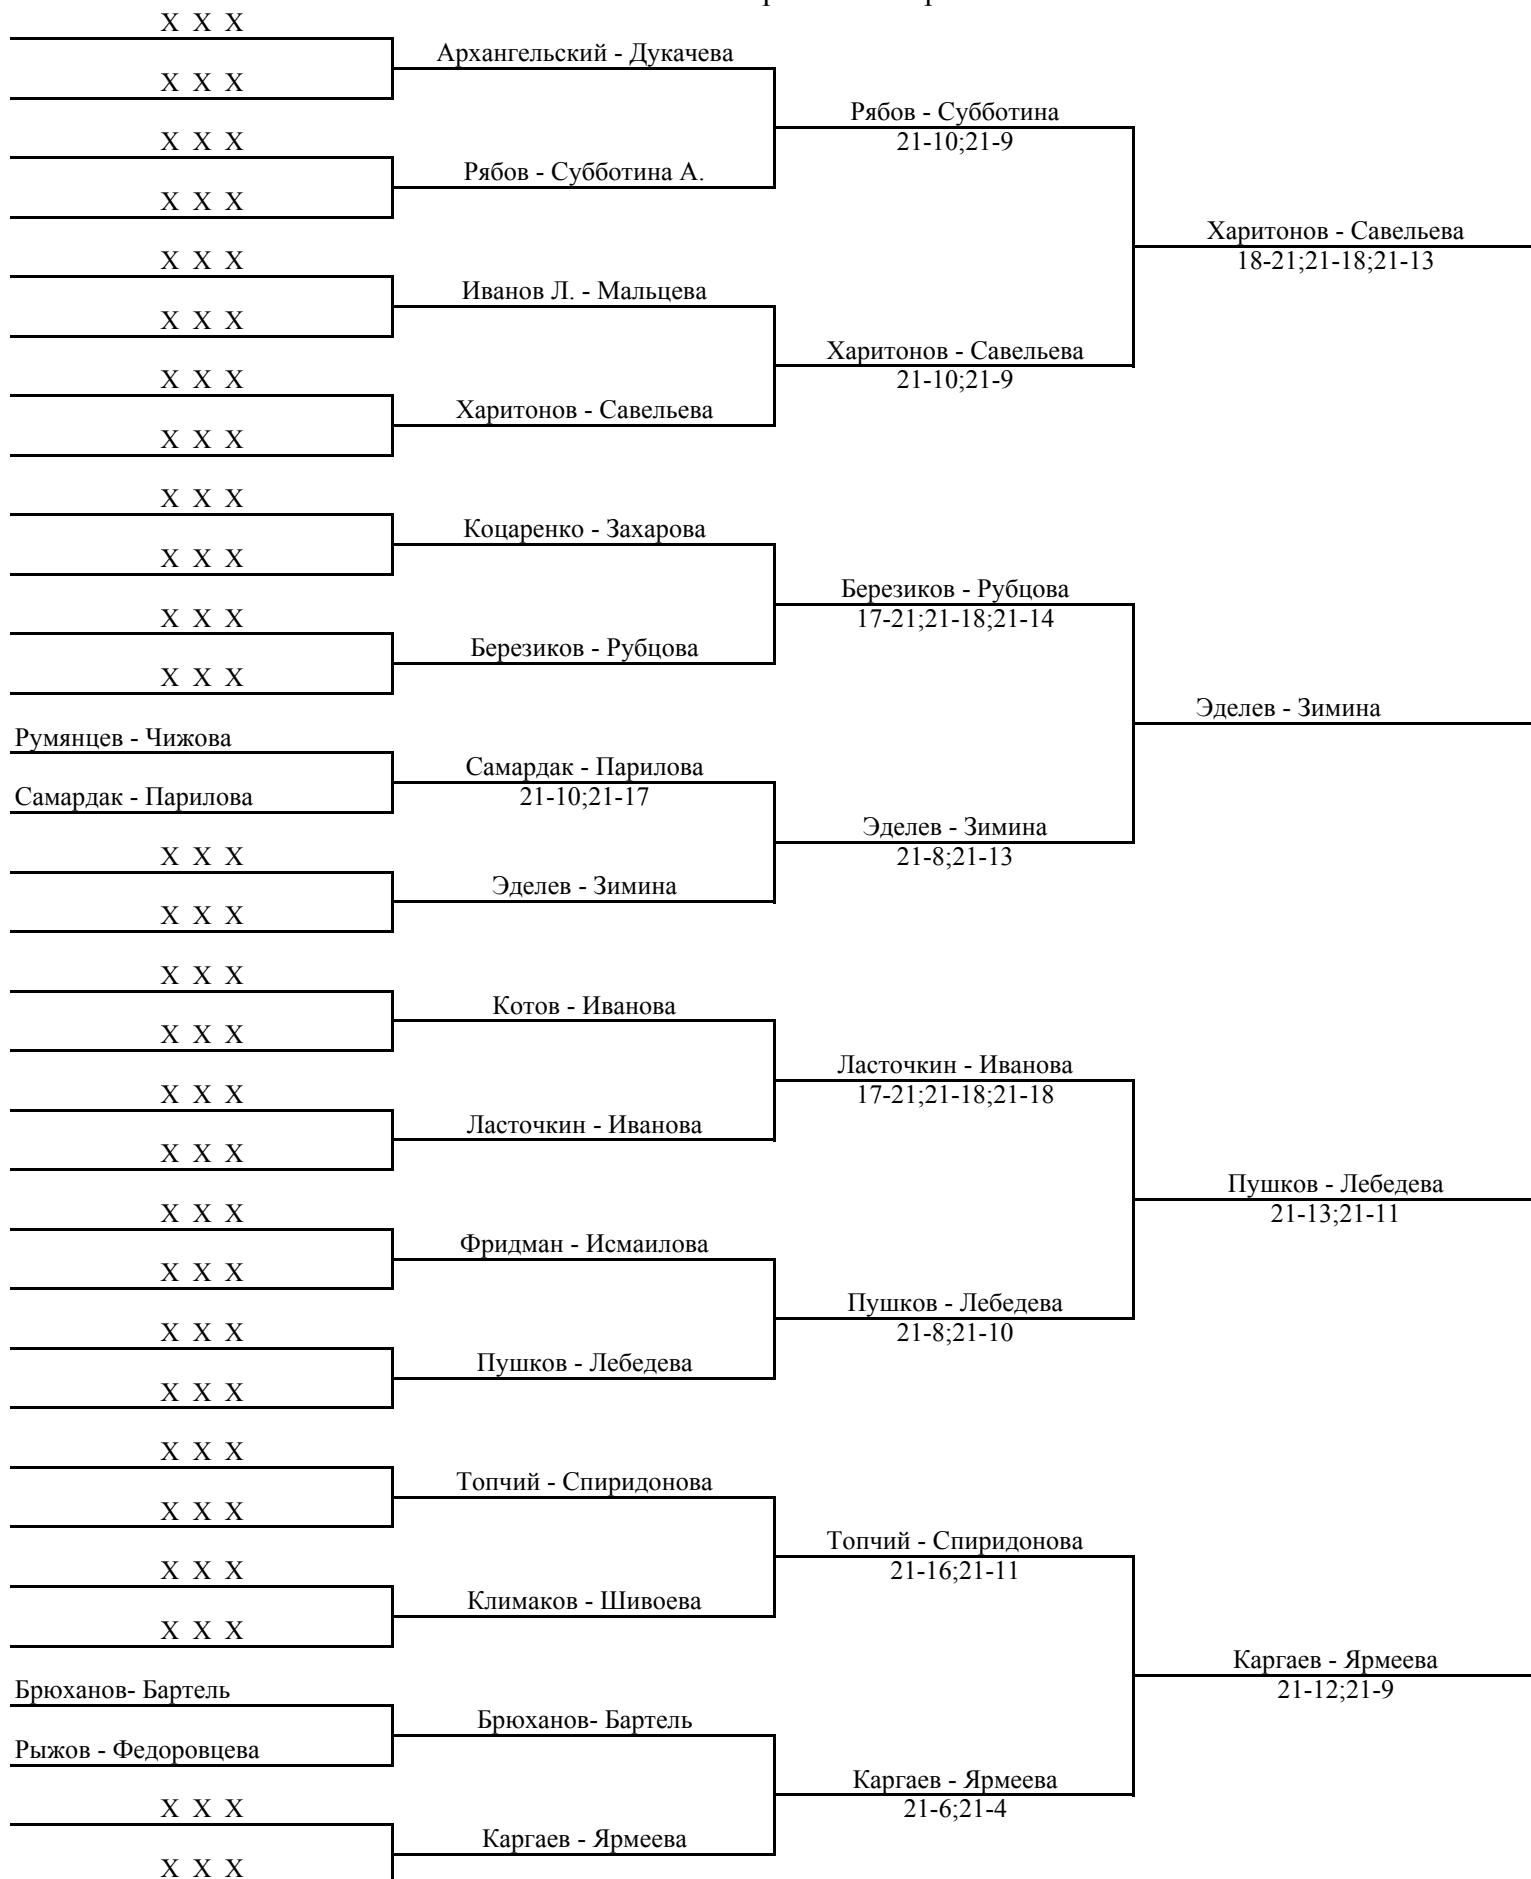 X X X
Архангельский - Дукачева
X X X
Рябов - Субботина
21-10;21-9
X X X
Рябов - Субботина А.
X X X
Харитонов - Савельева
18-21;21-18;21-13
X X X
Иванов Л. - Мальцева
X X X
Харитонов - Савельева
21-10;21-9
X X X
Харитонов - Савельева
X X X
X X X
Коцаренко - Захарова
X X X
Березиков - Рубцова
17-21;21-18;21-14
X X X
Березиков - Рубцова
X X X
Эделев - Зимина
Румянцев - Чижова
Самардак - Парилова
21-10;21-17
Самардак - Парилова
Эделев - Зимина
21-8;21-13
X X X
Эделев - Зимина
X X X
X X X
Котов - Иванова
X X X
Ласточкин - Иванова
17-21;21-18;21-18
X X X
Ласточкин - Иванова
X X X
Пушков - Лебедева
21-13;21-11
X X X
Фридман - Исмаилова
X X X
Пушков - Лебедева
21-8;21-10
X X X
Пушков - Лебедева
X X X
X X X
Топчий - Спиридонова
X X X
Топчий - Спиридонова
21-16;21-11
X X X
Климаков - Шивоева
X X X
Каргаев - Ярмеева
21-12;21-9
Брюханов- Бартель
Брюханов- Бартель
Рыжов - Федоровцева
Каргаев - Ярмеева
21-6;21-4
X X X
Каргаев - Ярмеева
X X X